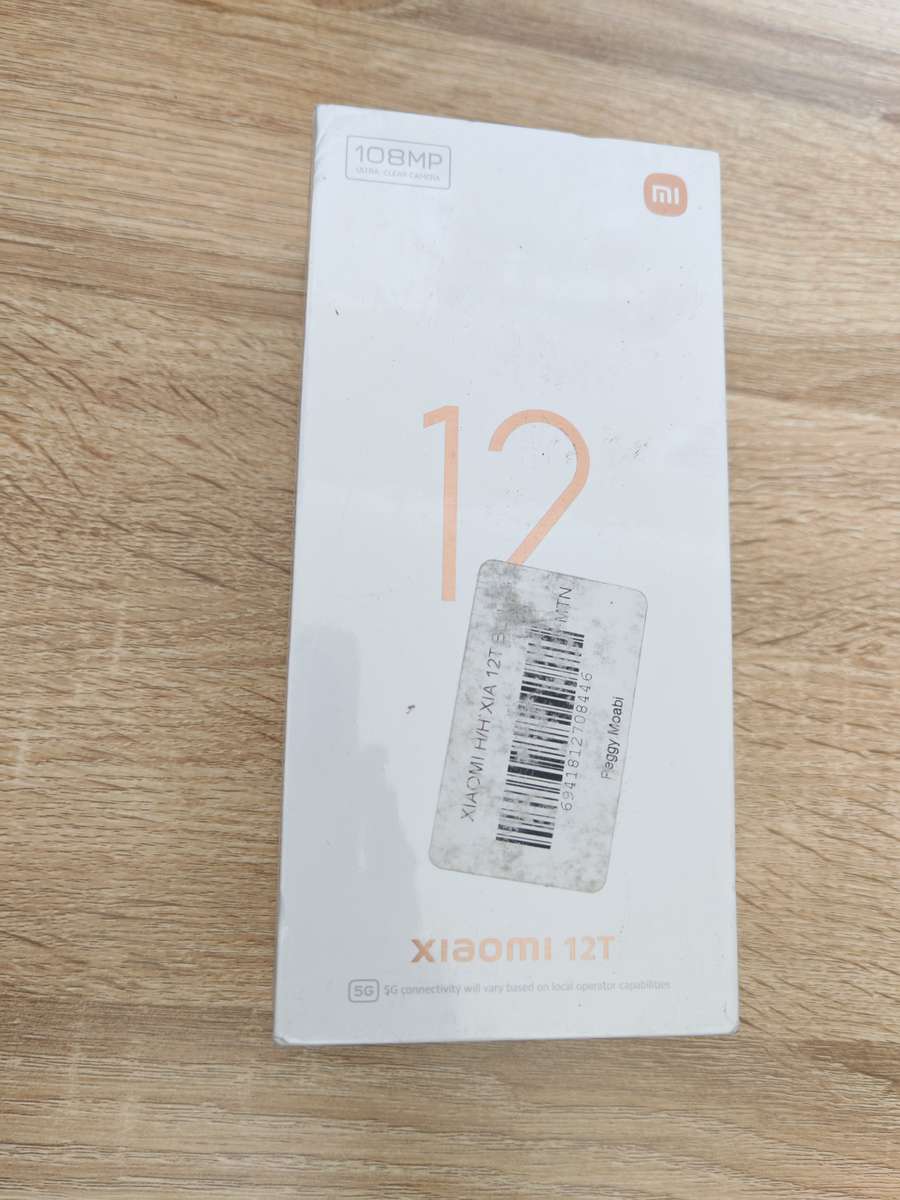 108MP
ULTRA-CLEAR CAMERA
mi
12
XIAOMI H/H XIA 12T MTN
6941812708446
Peggy Moabi
xiaomi 12T
5G 5G connectivity will vary based on local operator capabilities